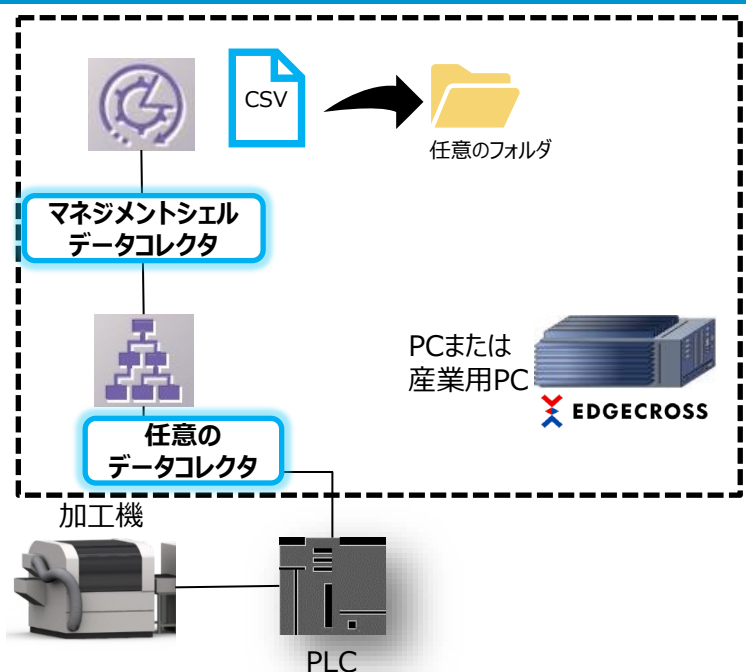 CSV
任意のフォルダ
マネジメントシェル
データコレクタ
PCまたは
産業用PC
EDGECROSS
任意の
データコレクタ
加工機
PLC